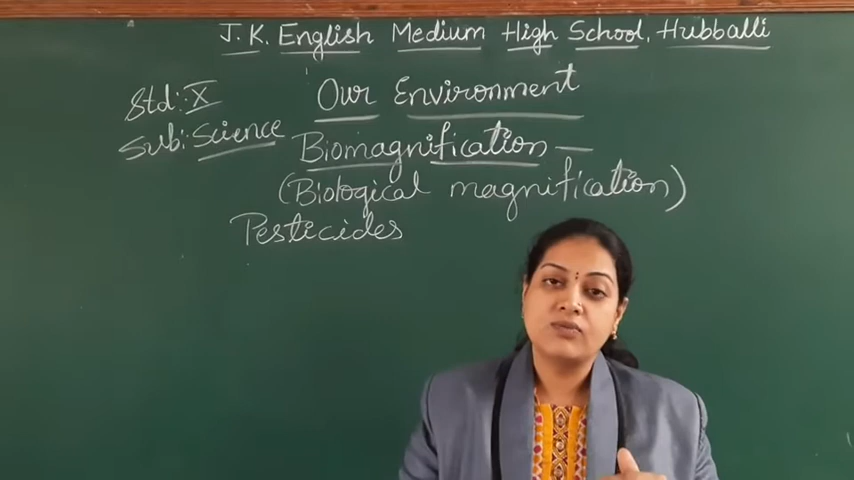 J.K. English Medium High School, Hubballi
Std: X
Our Environment
Sub: Science
Biomagnification —
(Biological magnification)
Pesticides